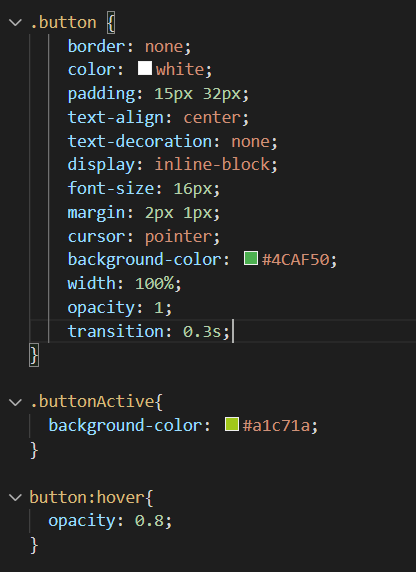 .button {
border: none;
color: white;
padding: 15px 32px;
text-align: center;
text-decoration: none;
display: inline-block;
font-size: 16px;
margin: 2px 1px;
cursor: pointer;
background-color: #4CAF50;
width: 100%;
opacity: 1;
transition: 0.3s;
}
.buttonActive{
background-color: #a1c71a;
}
button:hover{
opacity: 0.8;
}